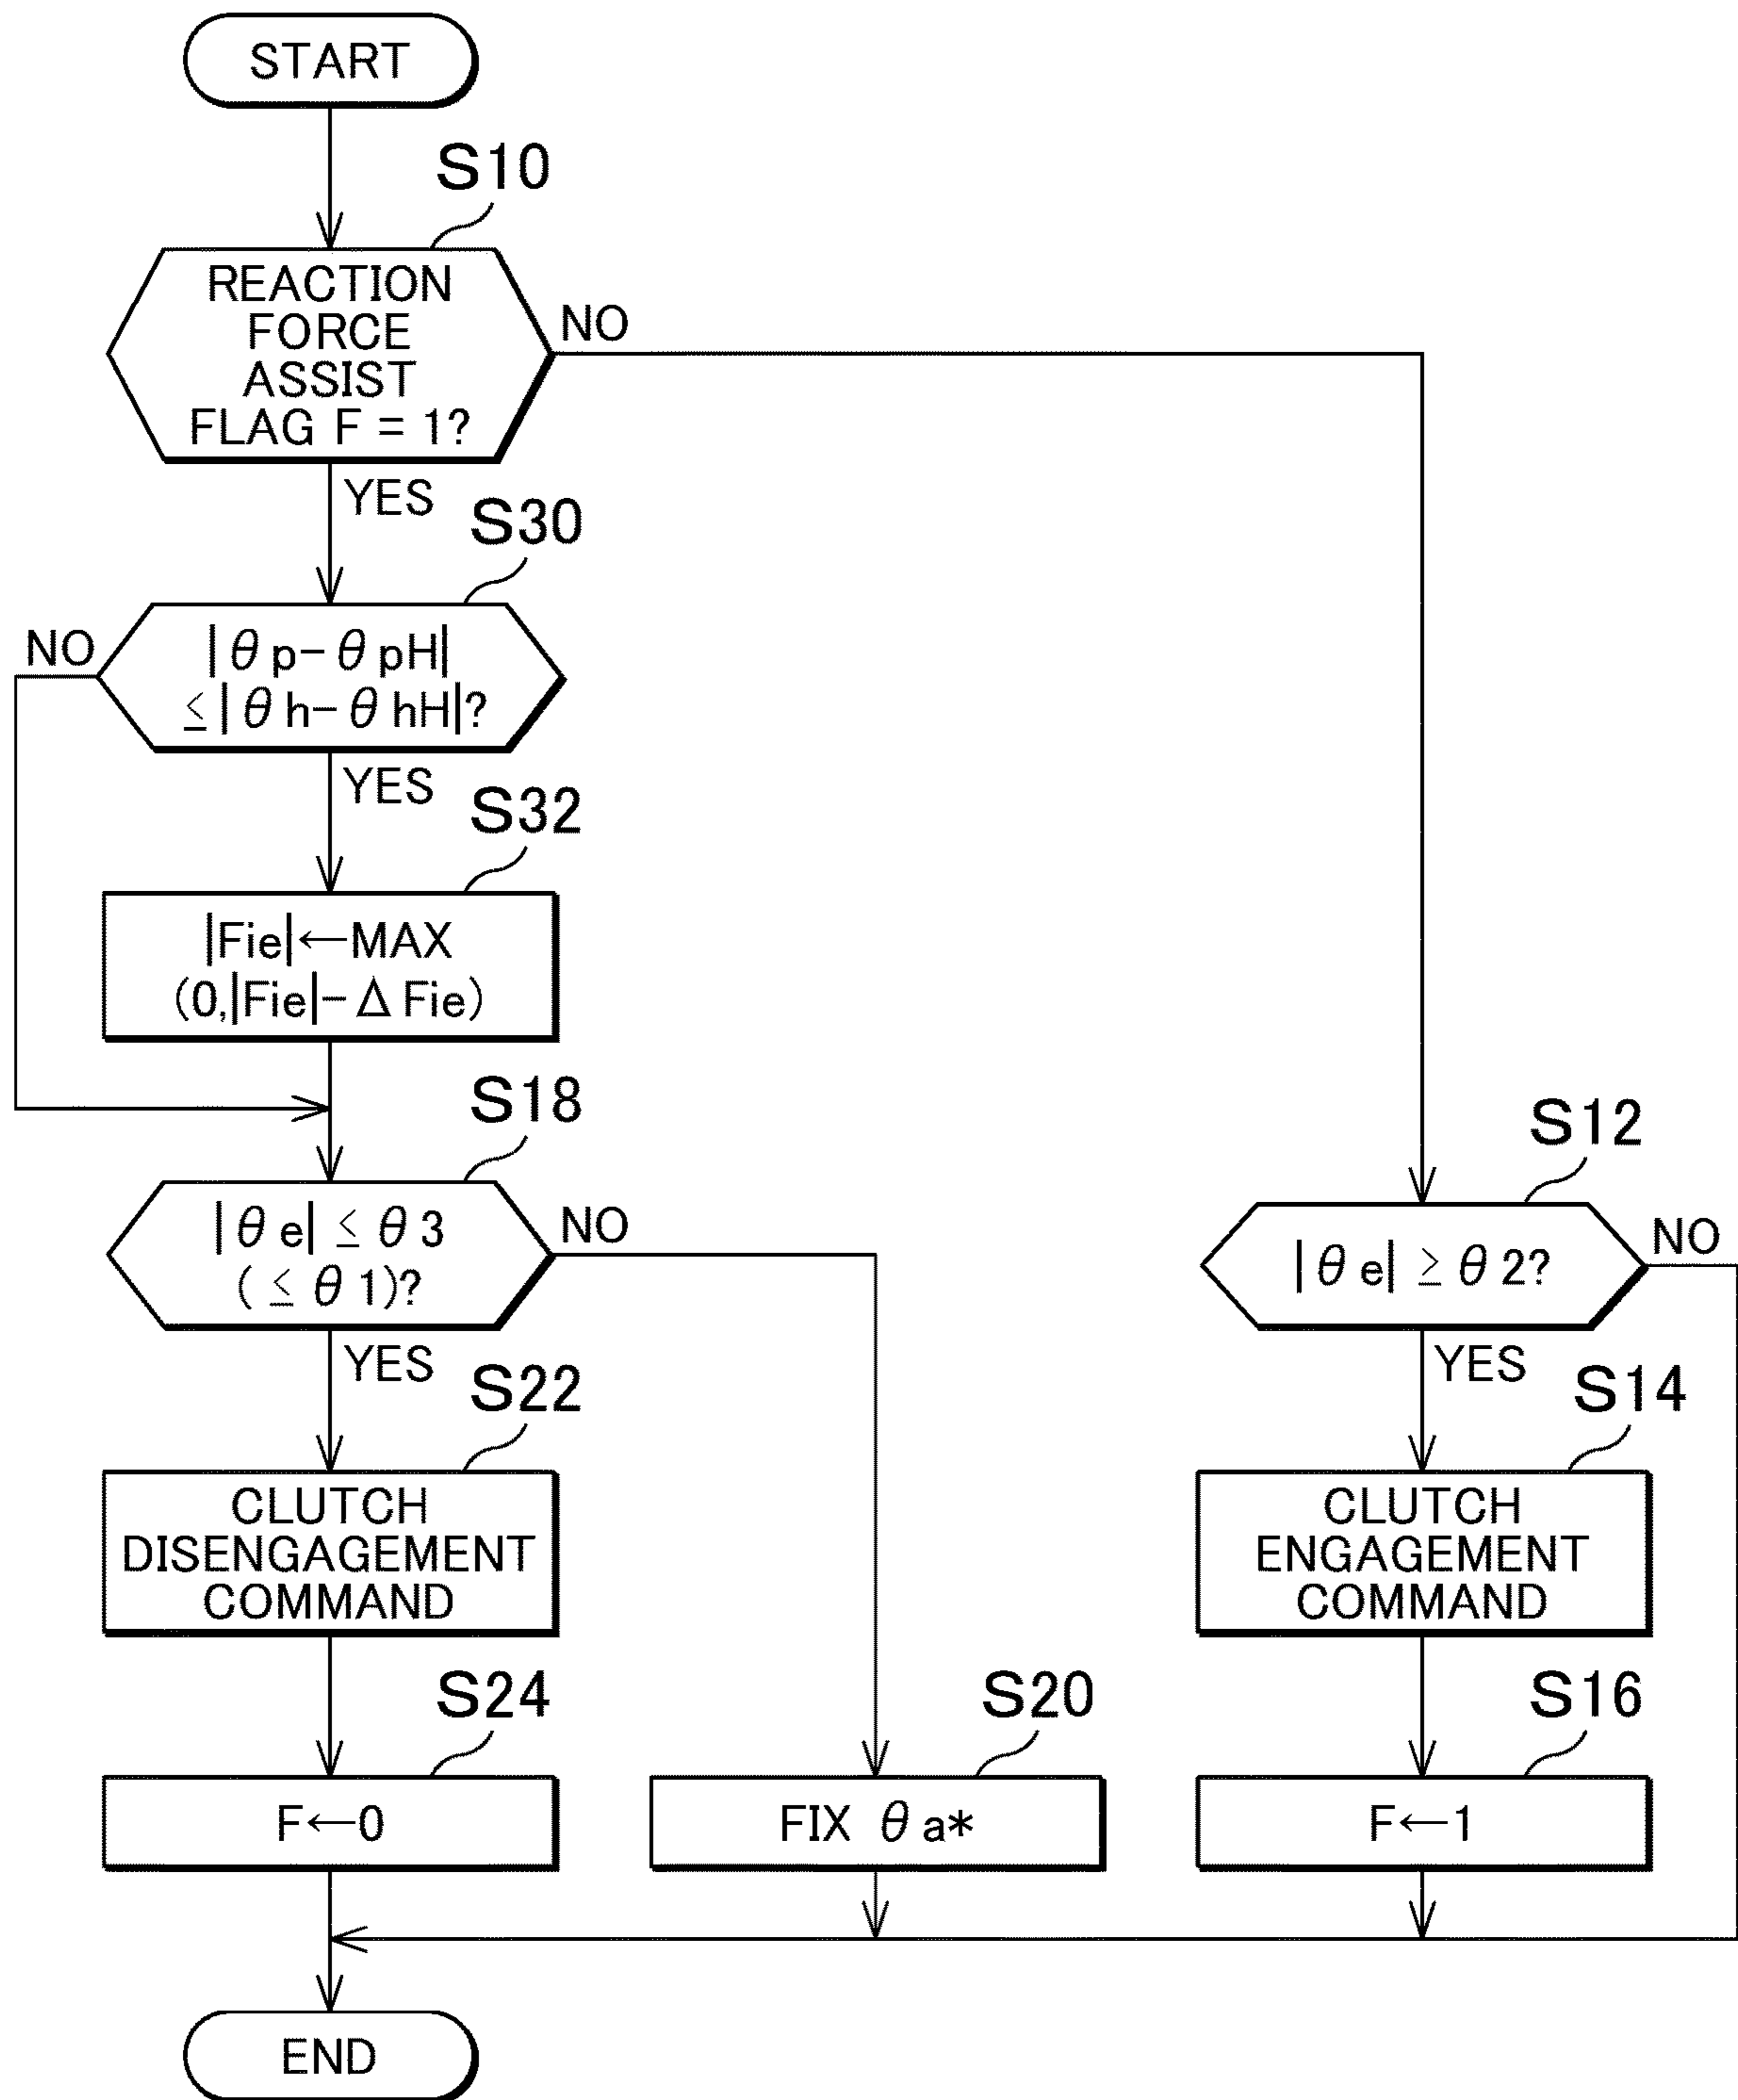 START
S10
REACTION
FORCE
ASSIST
FLAG F = 1?
NO
YES
S30
NO
|θp-θpH|
≤|θh-θhH|?
YES
S32
|Fie|←MAX
(0,|Fie|-ΔFie)
S18
|θe| ≤ θ3
(≤ θ1)?
NO
YES
S12
|θe| ≥ θ2?
NO
YES
S22
CLUTCH
DISENGAGEMENT
COMMAND
S14
CLUTCH
ENGAGEMENT
COMMAND
S24
F←0
S20
FIX θa*
S16
F←1
END